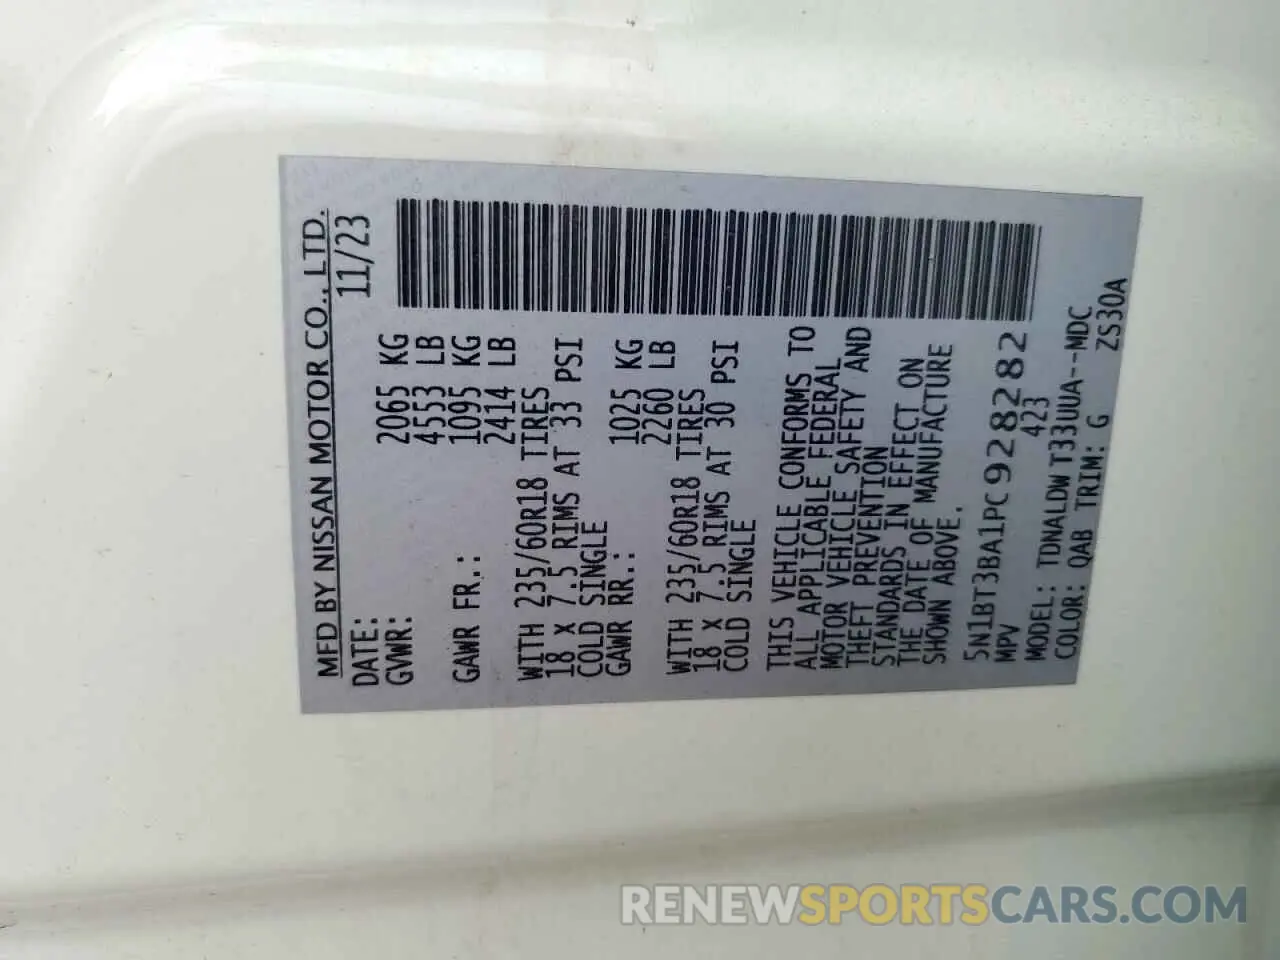 MFD BY NISSAN MOTOR CO., LTD.
DATE: 11/23
GVWR: 2065 KG
4553 LB
GAWR FR.: 1095 KG
2414 LB
WITH 235/60R18 TIRES
18 x 7.5 RIMS AT 33 PSI
COLD SINGLE
GAWR RR.: 1025 KG
2260 LB
WITH 235/60R18 TIRES
18 x 7.5 RIMS AT 30 PSI
COLD SINGLE
THIS VEHICLE CONFORMS TO
ALL APPLICABLE FEDERAL
MOTOR VEHICLE SAFETY AND
THEFT PREVENTION
STANDARDS IN EFFECT ON
THE DATE OF MANUFACTURE
SHOWN ABOVE.
5N1BT3BA1PC928282
MPV 423
MODEL: TDNALDWT33UUA--MDC
COLOR: QAB TRIM: G ZS30A
RENEWSPORTSCARS.COM